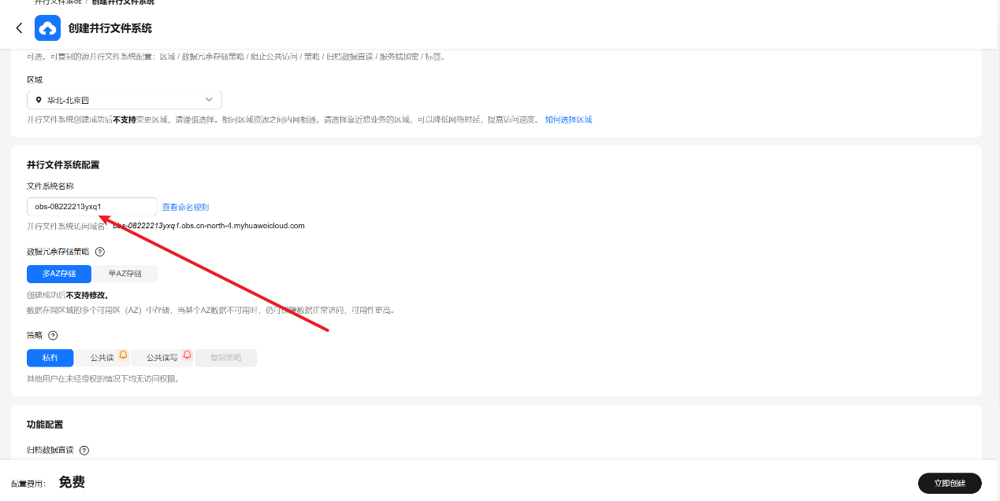 并行文件系统 / 创建并行文件系统
创建并行文件系统
可选。可复制的源并行文件系统配置：区域 / 数据冗余存储策略 / 阻止公共访问 / 策略 / 归档数据直读 / 服务端加密 / 标签。
区域
华北-北京四
并行文件系统创建成功后不支持变更区域，请谨慎选择。相同区域资源之间内网相通。请选择靠近您业务的区域，可以降低网络时延，提高访问速度。 如何选择区域
并行文件系统配置
文件系统名称
obs-08222213yxq1 查看命名规则
并行文件系统访问域名：obs-08222213yxq1.obs.cn-north-4.myhuaweicloud.com
数据冗余存储策略 ?
多AZ存储 单AZ存储
创建成功后不支持修改。
数据在同区域的多个可用区（AZ）中存储，当某个AZ数据不可用时，仍可保障数据正常访问，可用性更高。
策略 ?
私有 公共读 公共读写 复制策略
其他用户在未经授权的情况下均无访问权限。
功能配置
归档数据直读 ?
配置费用： 免费 立即创建